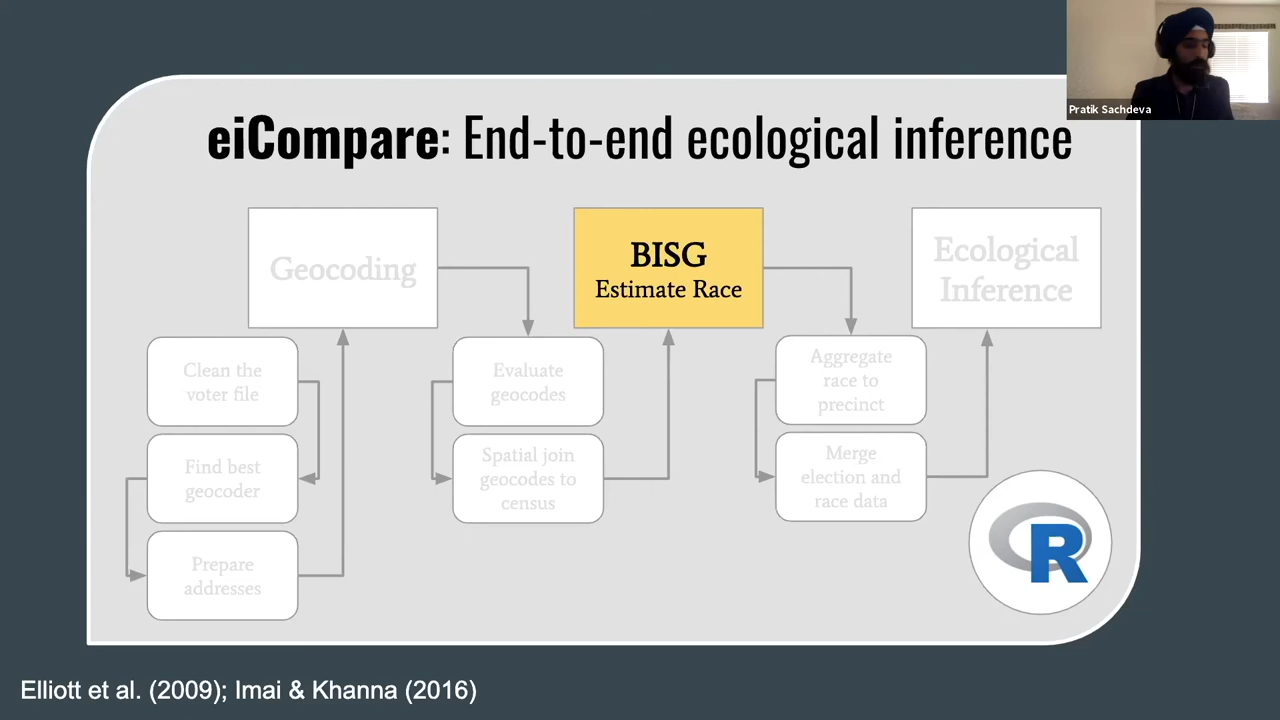 Pratik Sachdeva
eiCompare: End-to-end ecological inference
Geocoding
BISG
Estimate Race
Ecological
Inference
Clean the
voter file
Find best
geocoder
Prepare
addresses
Evaluate
geocodes
Spatial join
geocodes to
census
Aggregate
race to
precinct
Merge
election and
race data
R
Elliott et al. (2009); Imai & Khanna (2016)